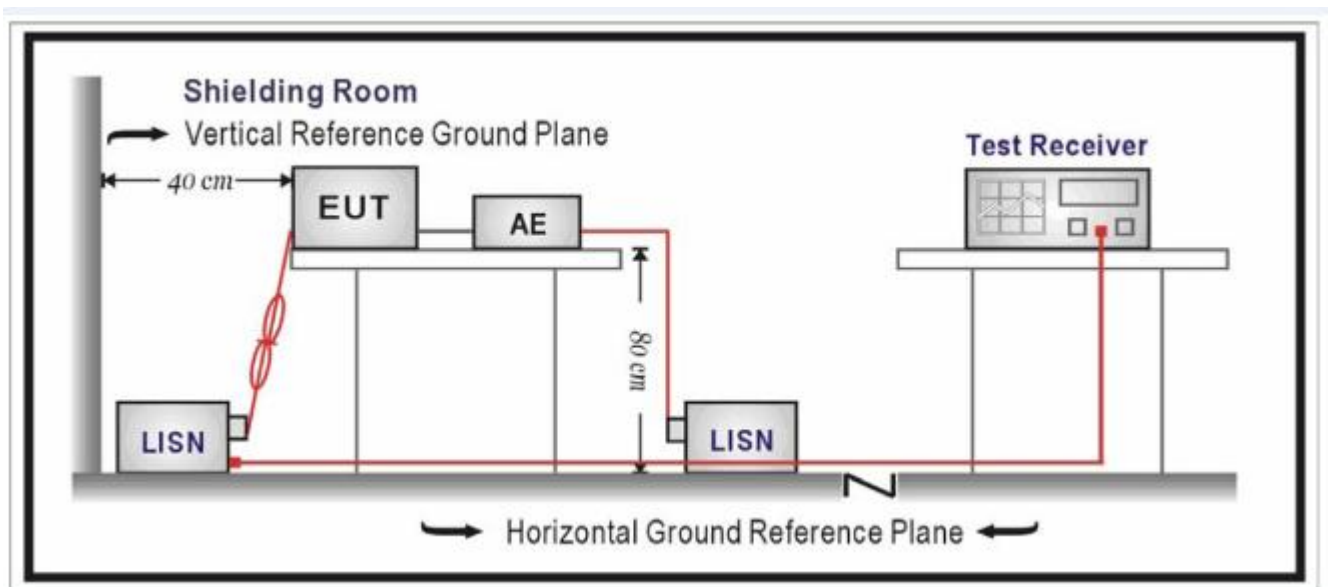 Shielding Room
Vertical Reference Ground Plane
Test Receiver
40 cm
EUT
AE
80 cm
LISN
LISN
Horizontal Ground Reference Plane